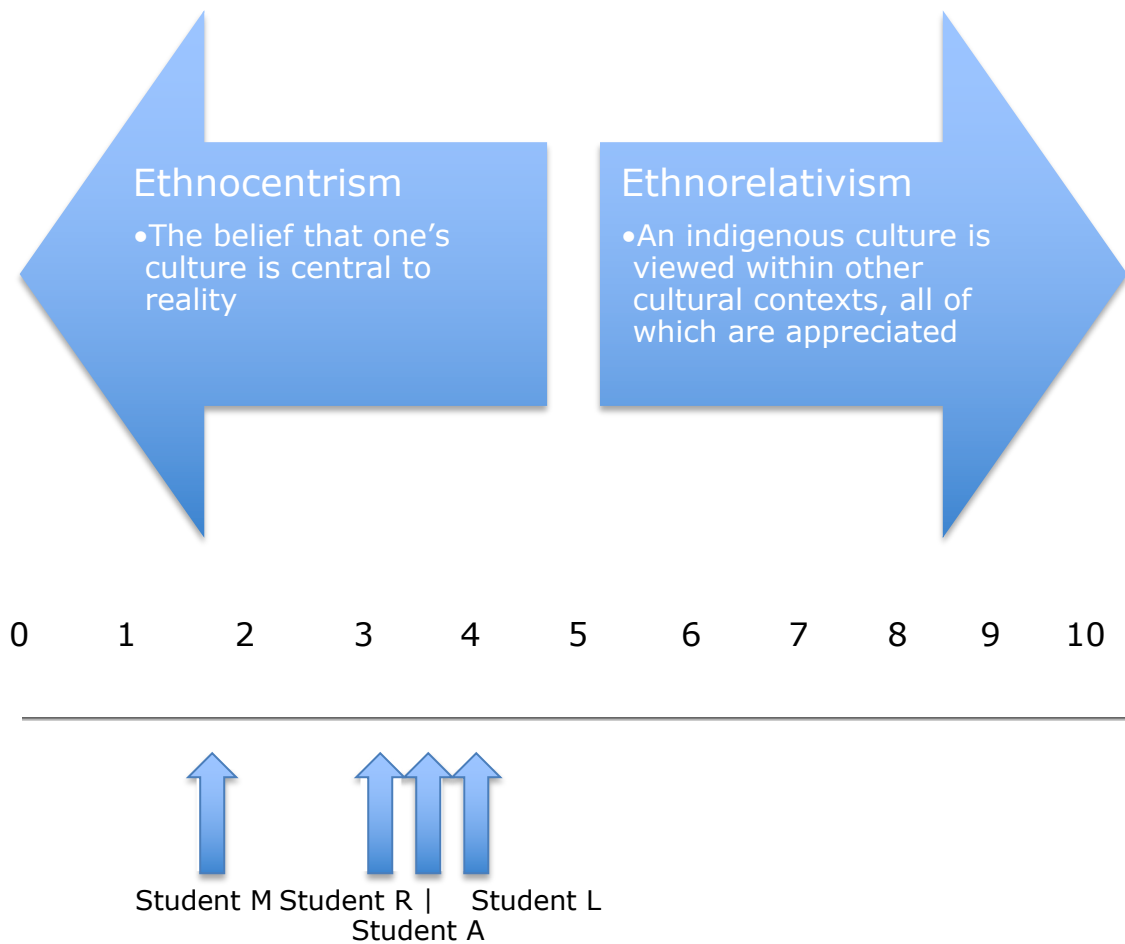 Ethnocentrism
•The belief that one’s
culture is central to
reality
Ethnorelativism
•An indigenous culture is
viewed within other
cultural contexts, all of
which are appreciated
0 1 2 3 4 5 6 7 8 9 10
Student M Student R | Student L
Student A